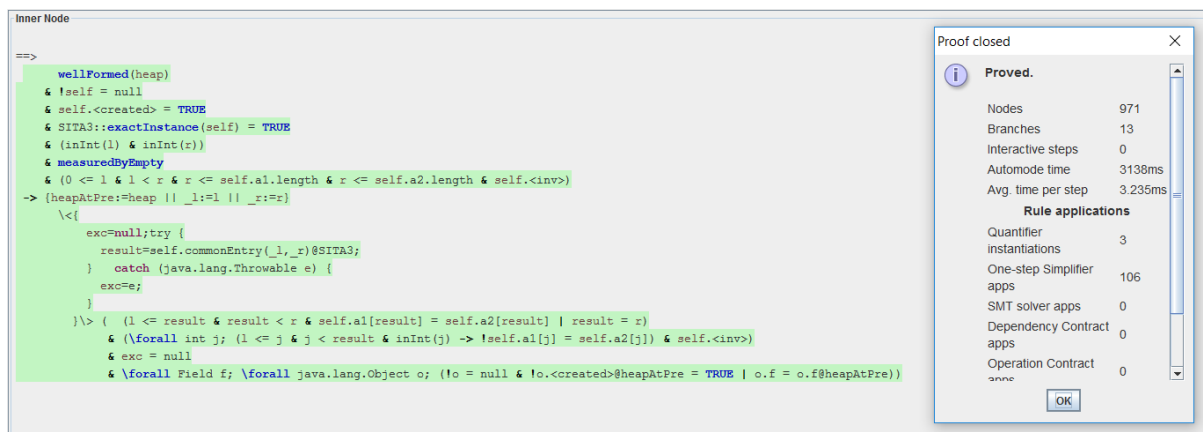 Inner Node
==>
wellFormed(heap)
& !self = null
& self.<created> = TRUE
& SITA3::exactInstance(self) = TRUE
& (inInt(l) & inInt(r))
& measuredByEmpty
& (0 <= l & l < r & r <= self.a1.length & r <= self.a2.length & self.<inv>)
-> {heapAtPre:=heap || _l:=l || _r:=r}
\<{
exc=null;try {
result=self.commonEntry(_l,_r)@SITA3;
} catch (java.lang.Throwable e) {
exc=e;
}
}\> ( (l <= result & result < r & self.a1[result] = self.a2[result] | result = r)
& (\forall int j; (l <= j & j < result & inInt(j) -> !self.a1[j] = self.a2[j]) & self.<inv>)
& exc = null
& \forall Field f; \forall java.lang.Object o; (!o = null & !o.<created>@heapAtPre = TRUE | o.f = o.f@heapAtPre))
Proof closed
Proved.
Nodes 971
Branches 13
Interactive steps 0
Automode time 3138ms
Avg. time per step 3.235ms
Rule applications
Quantifier
instantiations 3
One-step Simplifier
apps 106
SMT solver apps 0
Dependency Contract
apps 0
Operation Contract
apps 0
OK